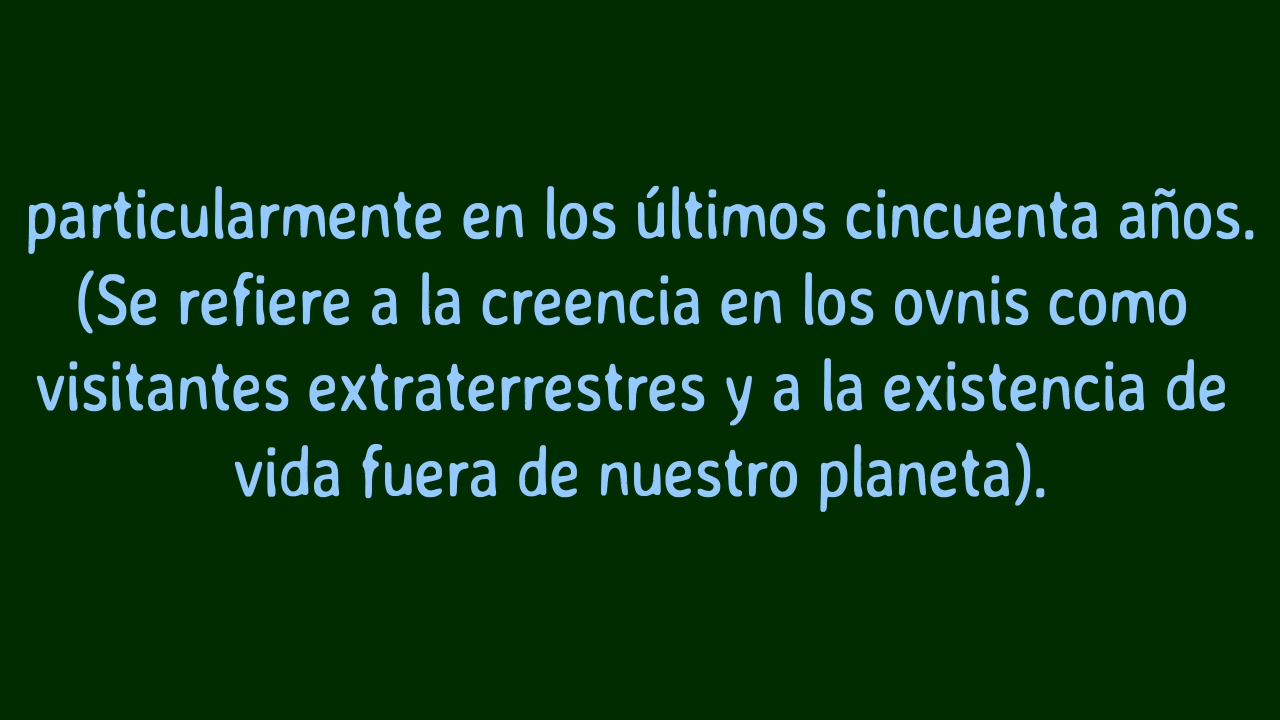 particularmente en los últimos cincuenta años.
(Se refiere a la creencia en los ovnis como
visitantes extraterrestres y a la existencia de
vida fuera de nuestro planeta).